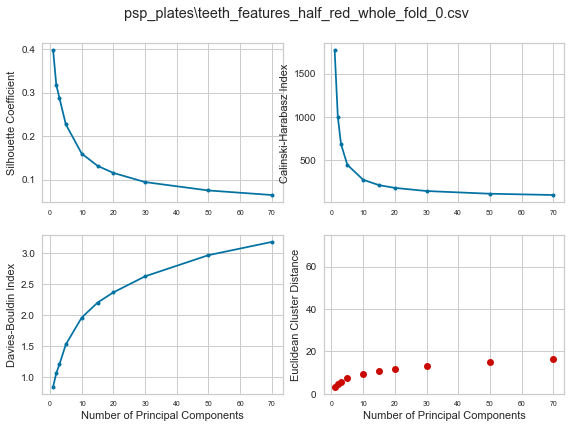 psp_plates\teeth_features_half_red_whole_fold_0.csv
Silhouette Coefficient
0.4
0.3
0.2
0.1
0 10 20 30 40 50 60 70
Calinski-Harabasz Index
1500
1000
500
0 10 20 30 40 50 60 70
Davies-Bouldin Index
3.0
2.5
2.0
1.5
1.0
0 10 20 30 40 50 60 70
Number of Principal Components
Euclidean Cluster Distance
60
40
20
0
0 10 20 30 40 50 60 70
Number of Principal Components